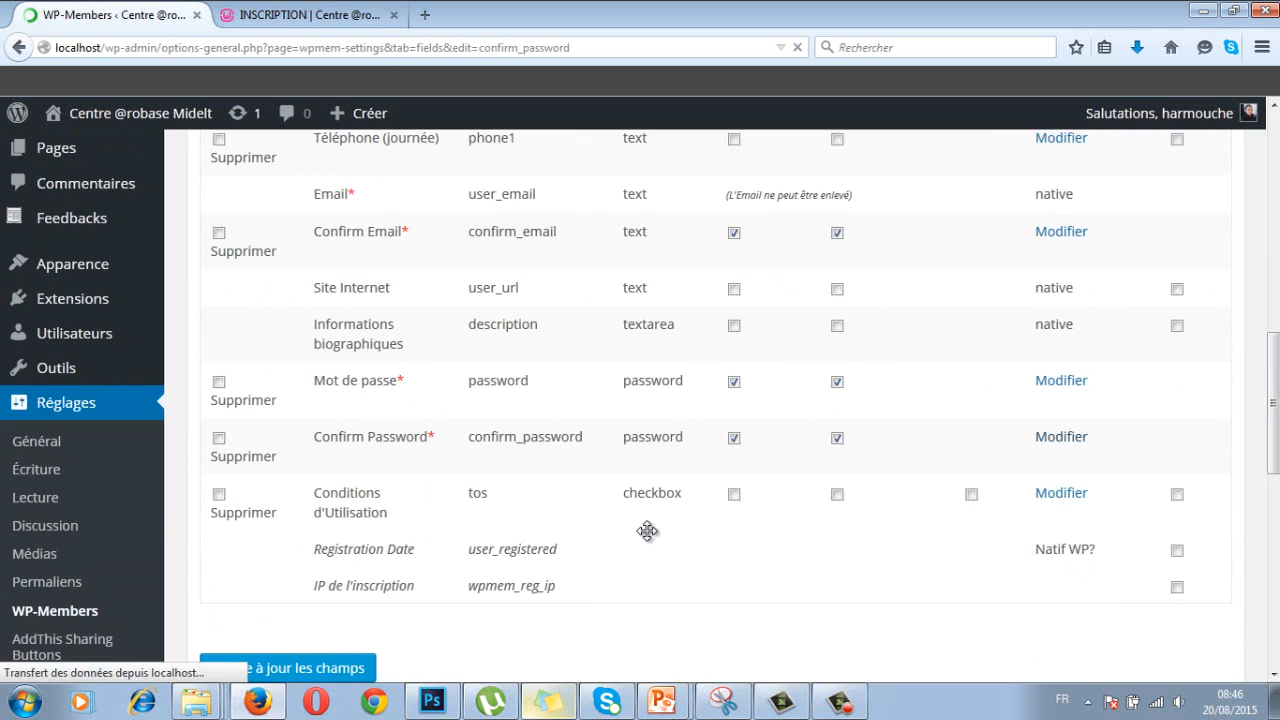 WP-Members ‹ Centre @ro...
INSCRIPTION | Centre @ro...
localhost/wp-admin/options-general.php?page=wpmem-settings&tab=fields&edit=confirm_password
Rechercher
Centre @robase Midelt
1
0
Créer
Salutations, harmouche
Pages
Commentaires
Feedbacks
Apparence
Extensions
Utilisateurs
Outils
Réglages
Général
Écriture
Lecture
Discussion
Médias
Permaliens
WP-Members
AddThis Sharing
Buttons
Téléphone (journée) phone1 text Modifier
Supprimer
Email* user_email text (L'Email ne peut être enlevé) native
Confirm Email* confirm_email text Modifier
Supprimer
Site Internet user_url text native
Informations description textarea native
biographiques
Mot de passe* password password Modifier
Supprimer
Confirm Password* confirm_password password Modifier
Supprimer
Conditions tos checkbox Modifier
Supprimer d'Utilisation
Registration Date user_registered Natif WP?
IP de l'inscription wpmem_reg_ip
e à jour les champs
Transfert des données depuis localhost...
FR
08:46
20/08/2015